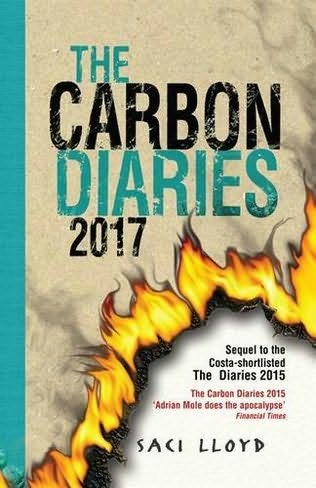 THE
CARBON
DIARIES
2017
Sequel to the
Costa-shortlisted
The Diaries 2015
The Carbon Diaries 2015
'Adrian Mole does the apocalypse'
Financial Times
SACI LLOYD